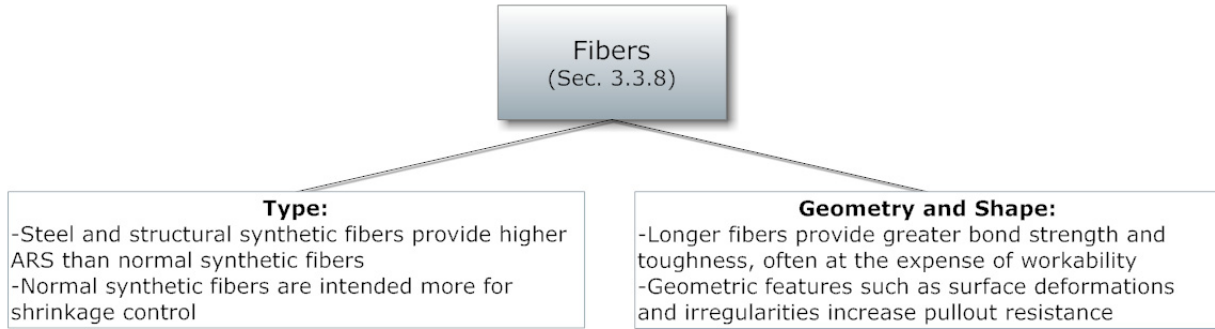 Fibers
(Sec. 3.3.8)
Type:
-Steel and structural synthetic fibers provide higher
ARS than normal synthetic fibers
-Normal synthetic fibers are intended more for
shrinkage control
Geometry and Shape:
-Longer fibers provide greater bond strength and
toughness, often at the expense of workability
-Geometric features such as surface deformations
and irregularities increase pullout resistance